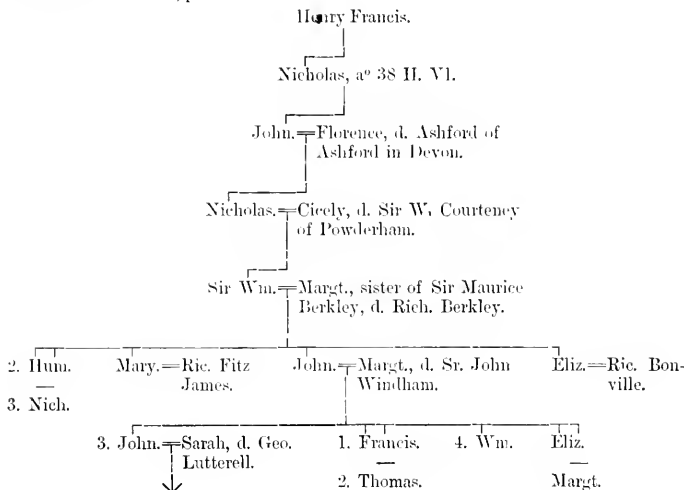 Henry Francis.
Nicholas, aº 38 H. VI.
John. = Florence, d. Ashford of
Ashford in Devon.
Nicholas. = Cicely, d. Sir W. Courteney
of Powderham.
Sir Wm. = Margt., sister of Sir Maurice
Berkley, d. Rich. Berkley.
2. Hum. Mary. = Ric. Fitz James. John. = Margt., d. Sr. John Windham. Eliz. = Ric. Bonville.
3. Nich.
3. John. = Sarah, d. Geo. Lutterell. 1. Francis. 4. Wm. Eliz.
2. Thomas. Margt.